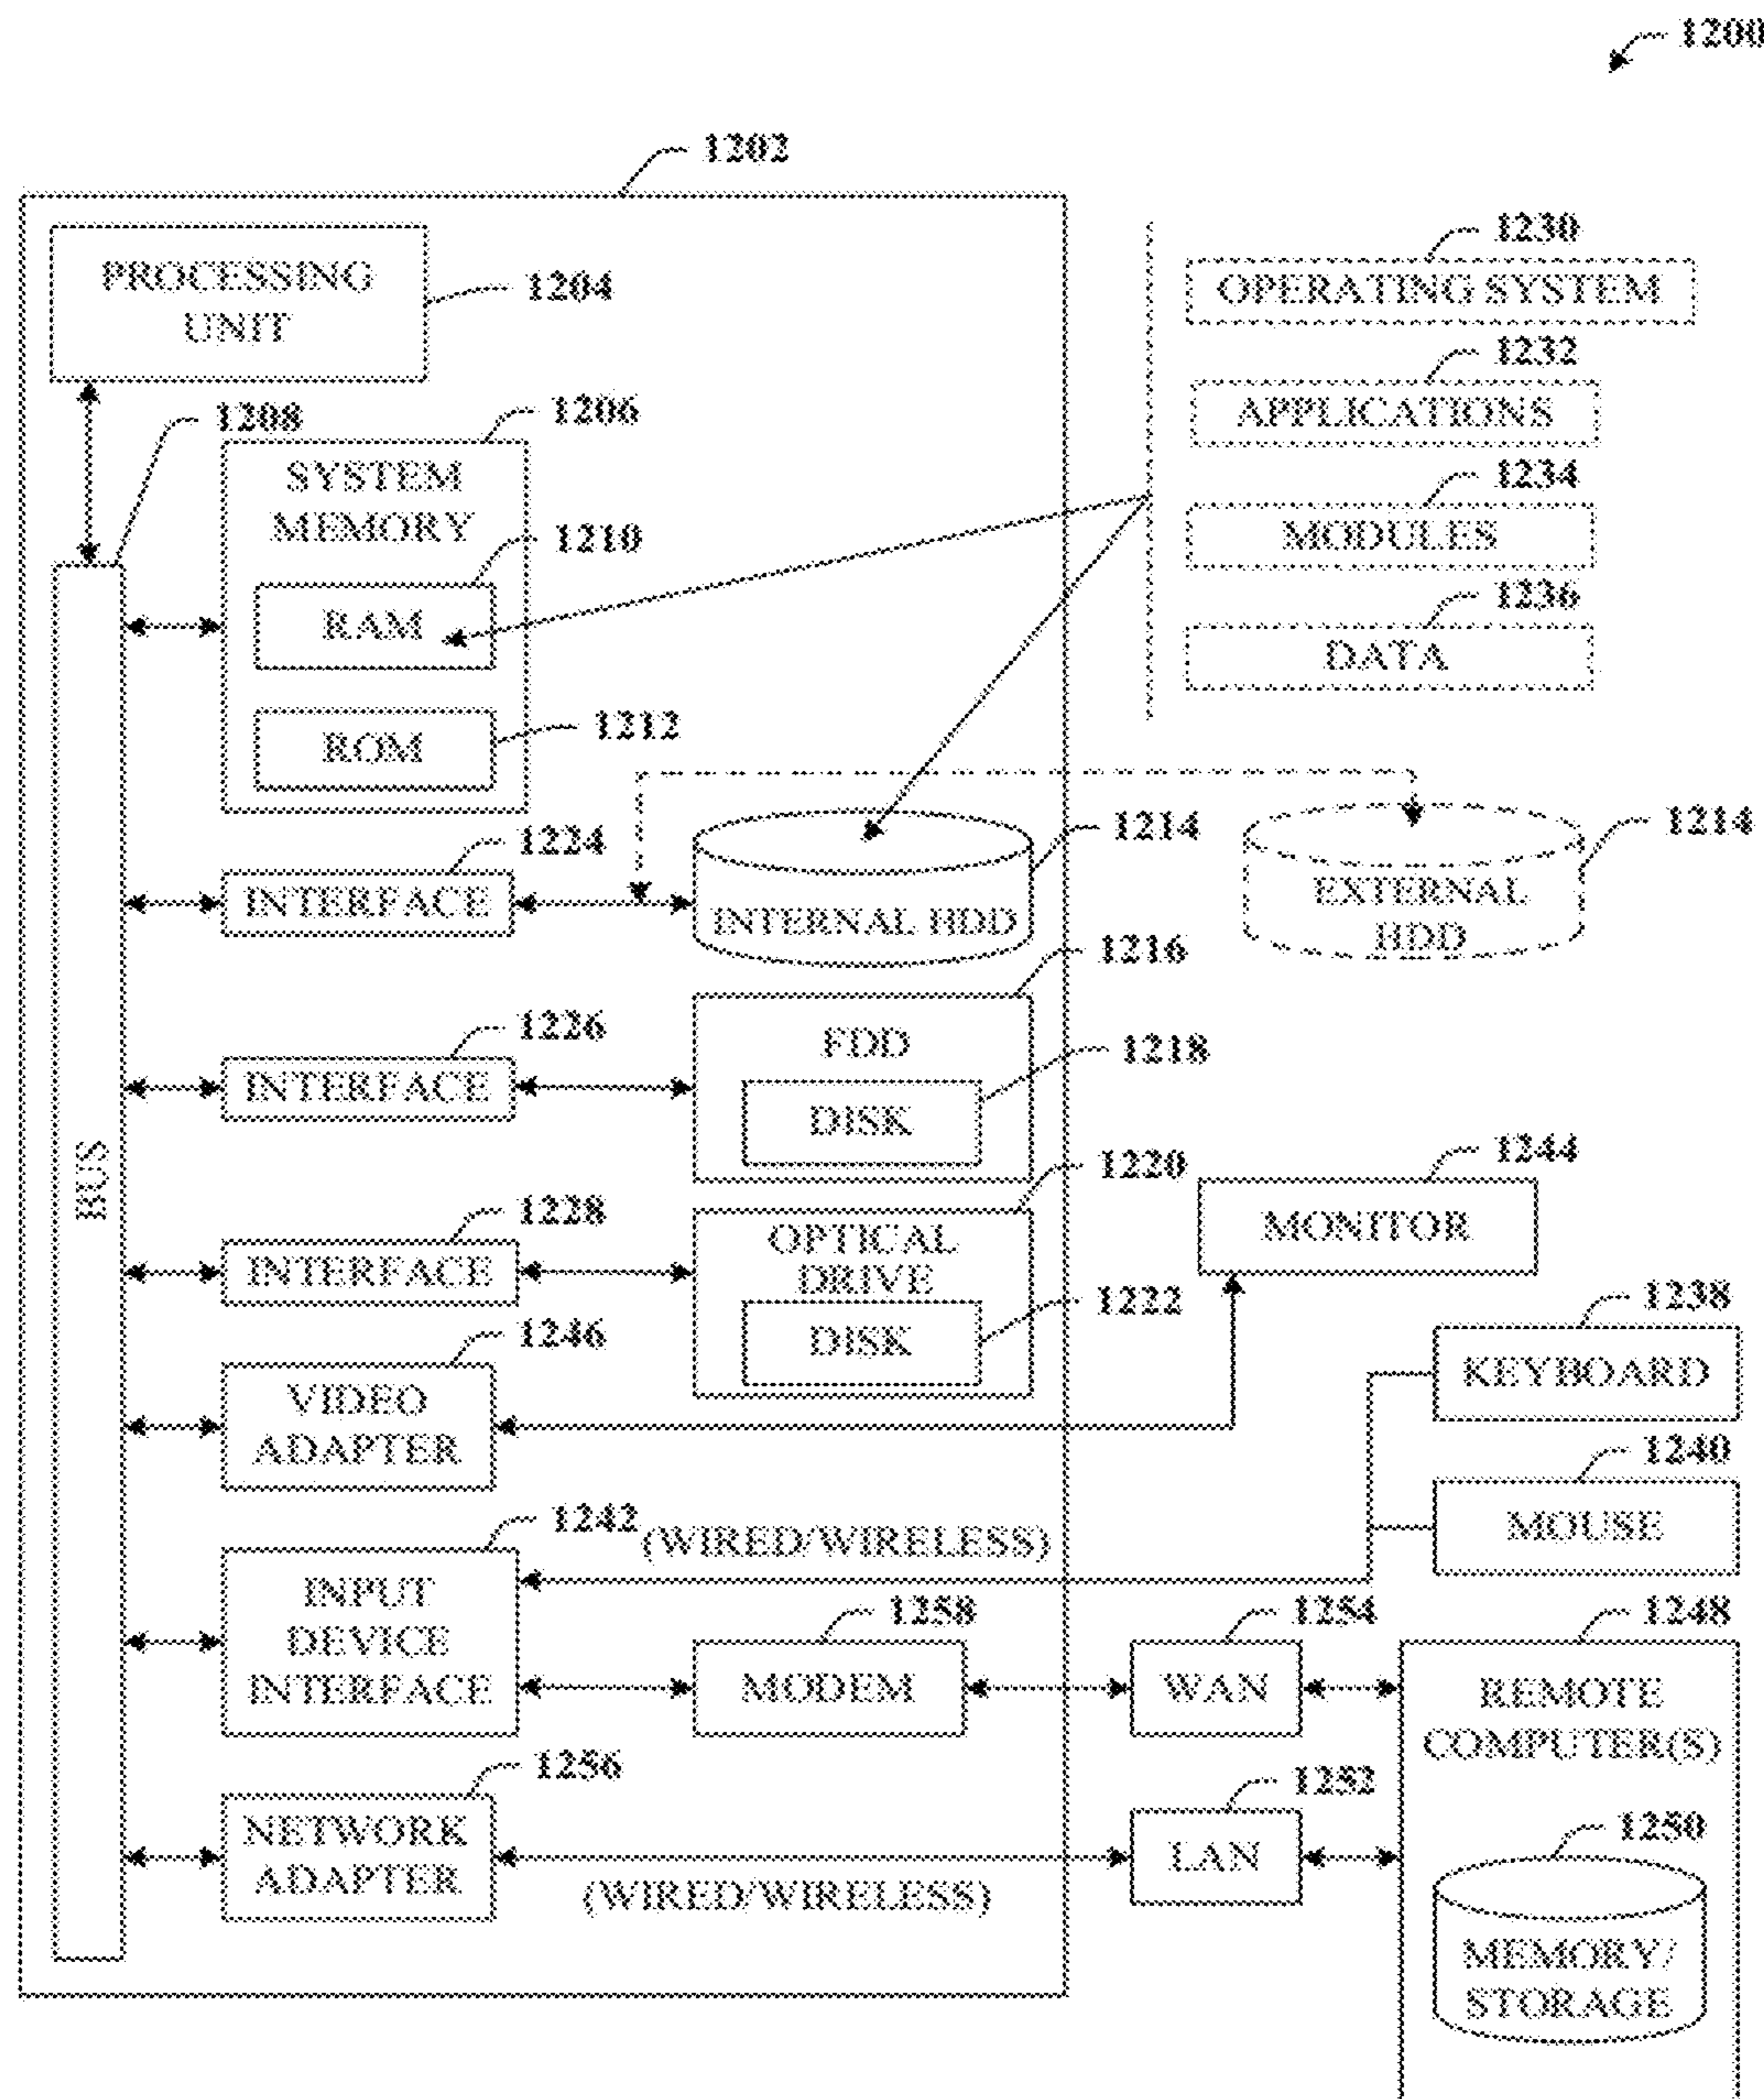 1200
1202
PROCESSING
UNIT
1204
1230
OPERATING SYSTEM
1232
APPLICATIONS
1234
MODULES
1236
DATA
1208
1206
SYSTEM
MEMORY
1210
RAM
1212
ROM
1224
INTERFACE
1214
INTERNAL HDD
1214
EXTERNAL
HDD
1216
FDD
1218
DISK
1226
INTERFACE
BUS
1220
OPTICAL
DRIVE
1222
DISK
1228
INTERFACE
1244
MONITOR
1246
VIDEO
ADAPTER
1238
KEYBOARD
1240
MOUSE
1242
(WIRED/WIRELESS)
INPUT
DEVICE
INTERFACE
1258
MODEM
1254
WAN
1248
REMOTE
COMPUTER(S)
1256
NETWORK
ADAPTER
(WIRED/WIRELESS)
1252
LAN
1250
MEMORY/
STORAGE